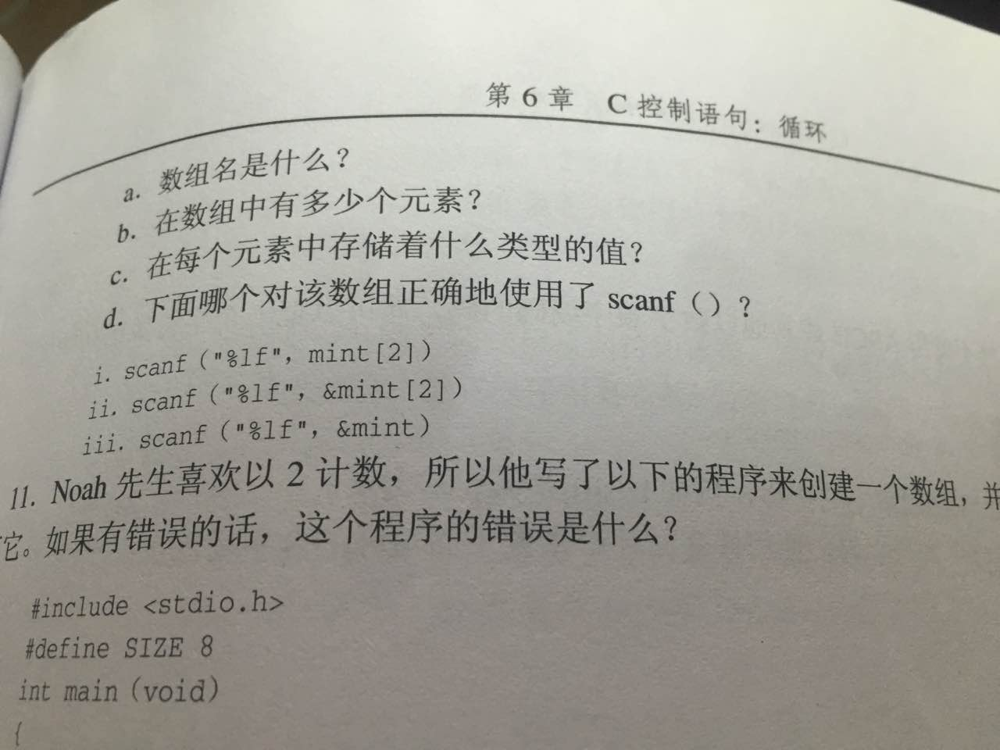 第 6 章 C 控制语句：循环
a. 数组名是什么？
b. 在数组中有多少个元素？
c. 在每个元素中存储着什么类型的值？
d. 下面哪个对该数组正确地使用了 scanf（）？
i. scanf ("%lf", mint[2])
ii. scanf ("%lf", &mint[2])
iii. scanf ("%lf", &mint)
11. Noah 先生喜欢以 2 计数，所以他写了以下的程序来创建一个数组，并
它。如果有错误的话，这个程序的错误是什么？
#include <stdio.h>
#define SIZE 8
int main (void)
{